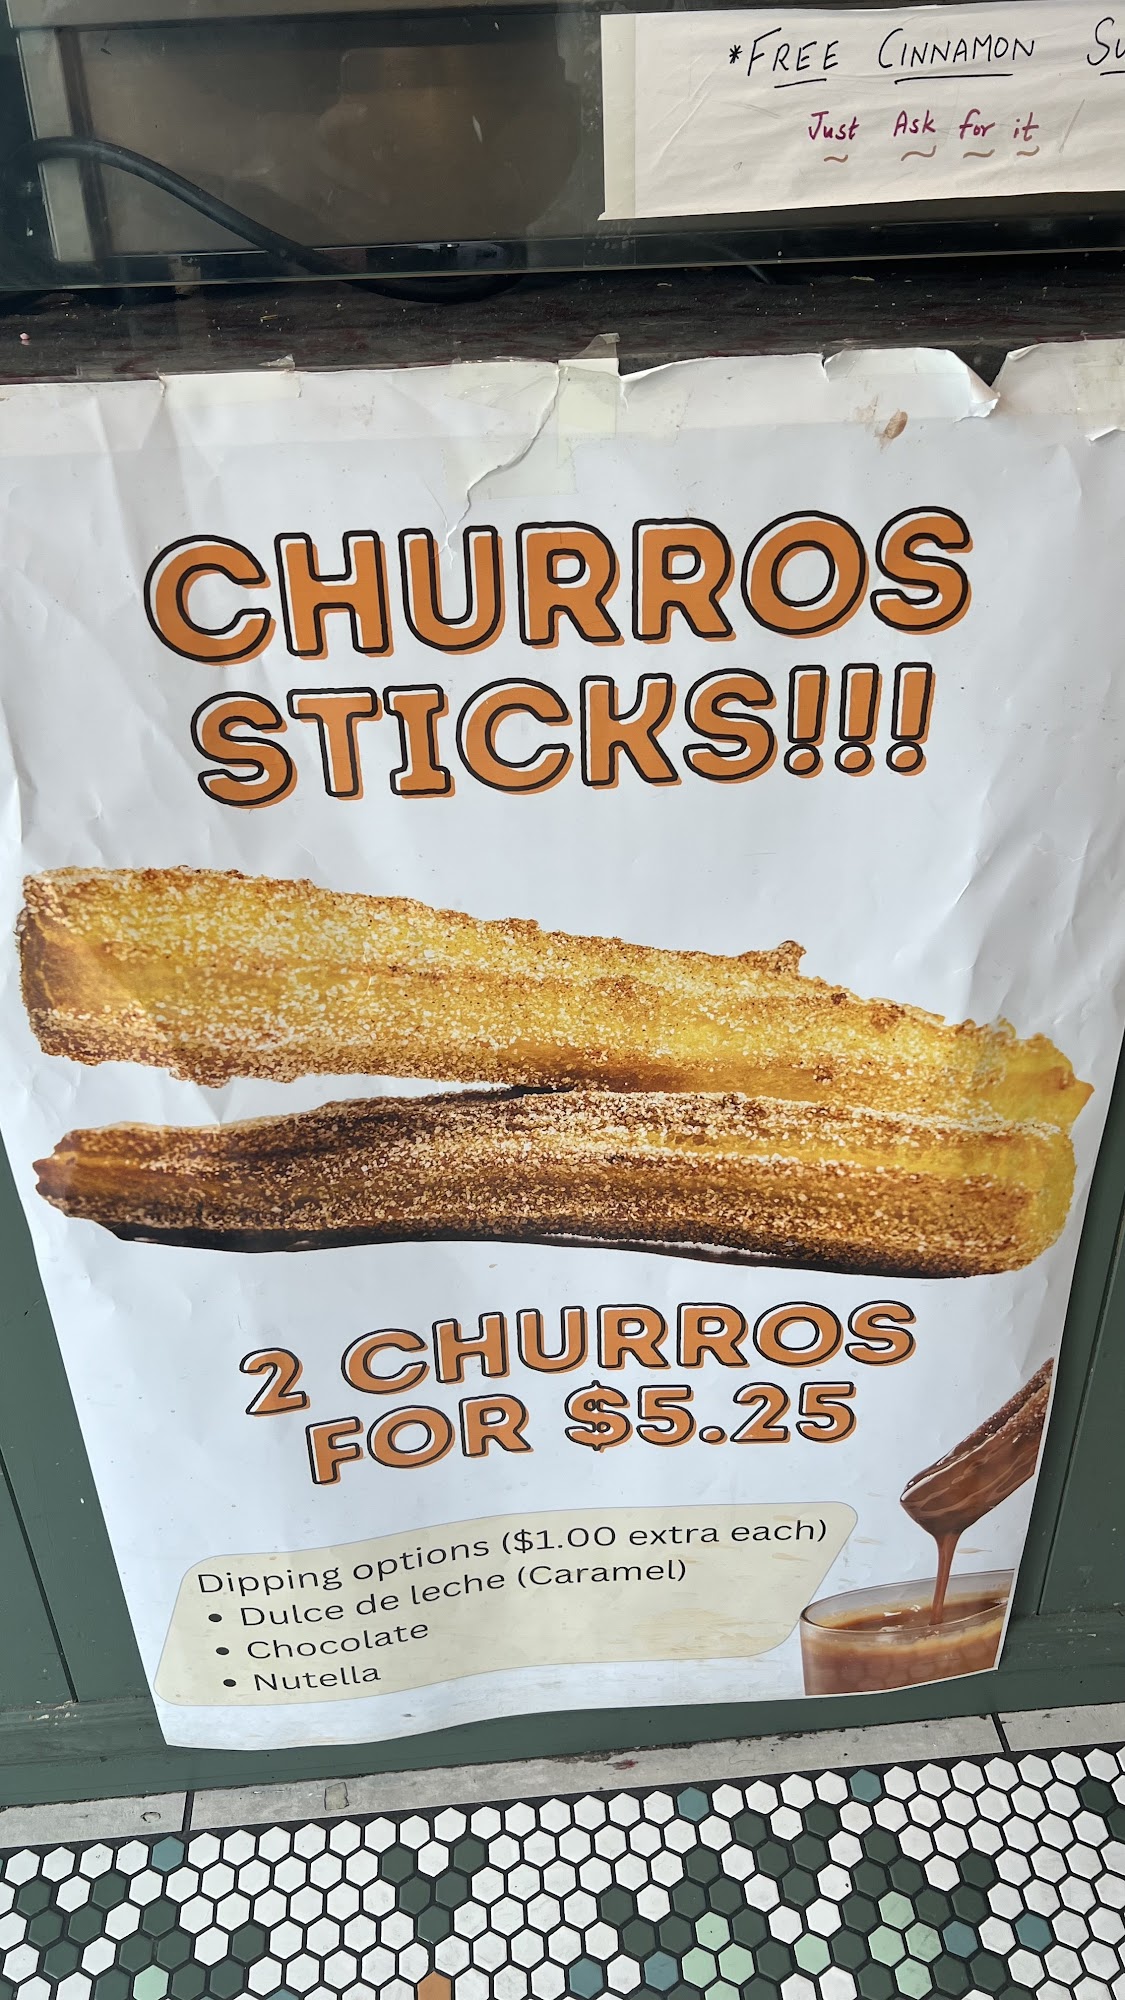 *FREE CINNAMON
Just Ask for it
CHURROS
STICKS!!!
2 CHURROS
FOR $5.25
Dipping options ($1.00 extra each)
• Dulce de leche (Caramel)
• Chocolate
• Nutella